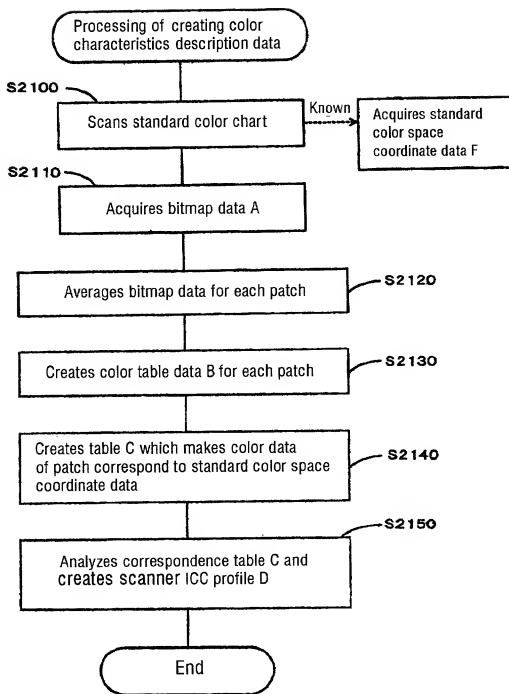 Processing of creating color
characteristics description data
S2100
Scans standard color chart
Known
Acquires standard
color space
coordinate data F
S2110
Acquires bitmap data A
Averages bitmap data for each patch
S2120
Creates color table data B for each patch
S2130
Creates table C which makes color data
of patch correspond to standard color space
coordinate data
S2140
S2150
Analyzes correspondence table C and
creates scanner ICC profile D
End